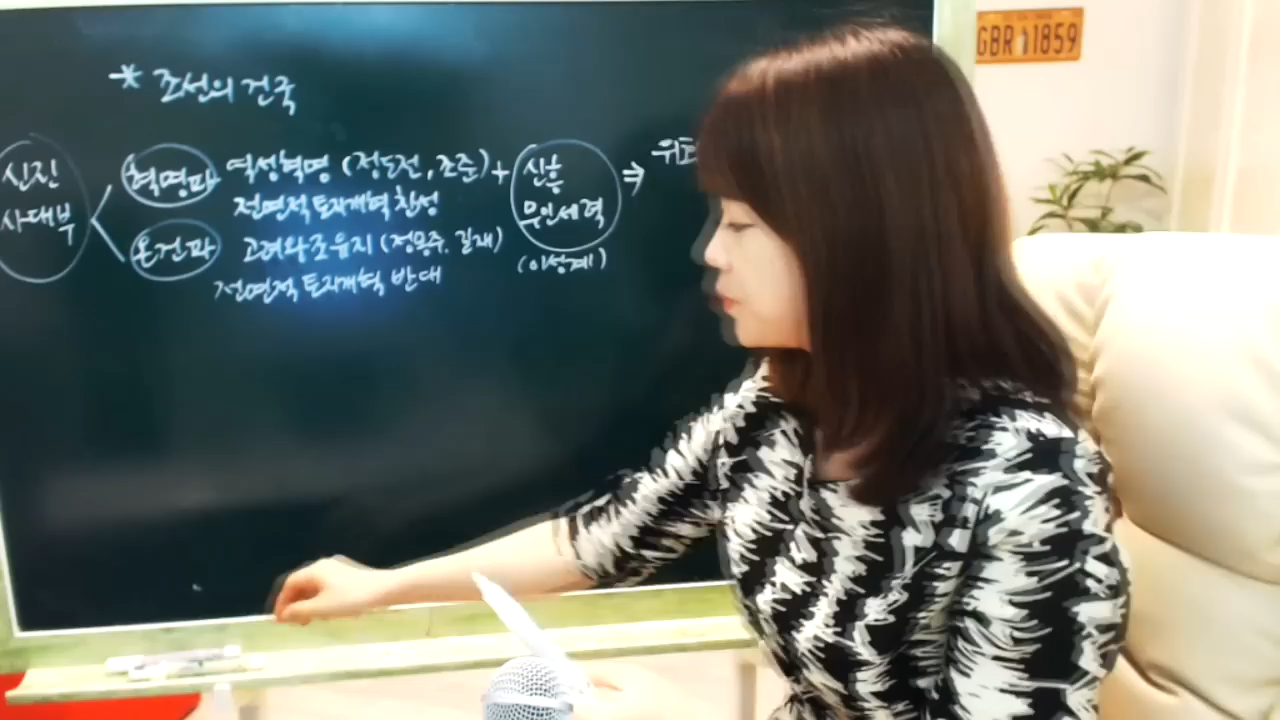 * 조선의 건국
신진
사대부
혁명파
역성혁명 (정도전, 조준) +
전면적 토지개혁 찬성
온건파
고려왕조유지 (정몽주, 길재)
전면적 토지개혁 반대
신흥
무인세력
(이성계)
⇒
GBR 1859